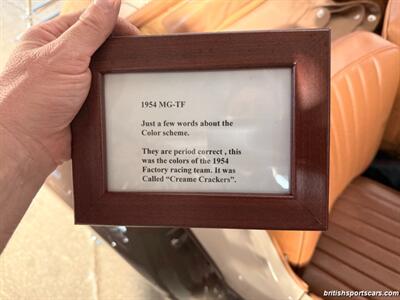 1954 MG-TF
Just a few words about the
Color scheme.
They are period correct , this
was the colors of the 1954
Factory racing team. It was
Called “Creame Crackers”.
britishsportscars.com